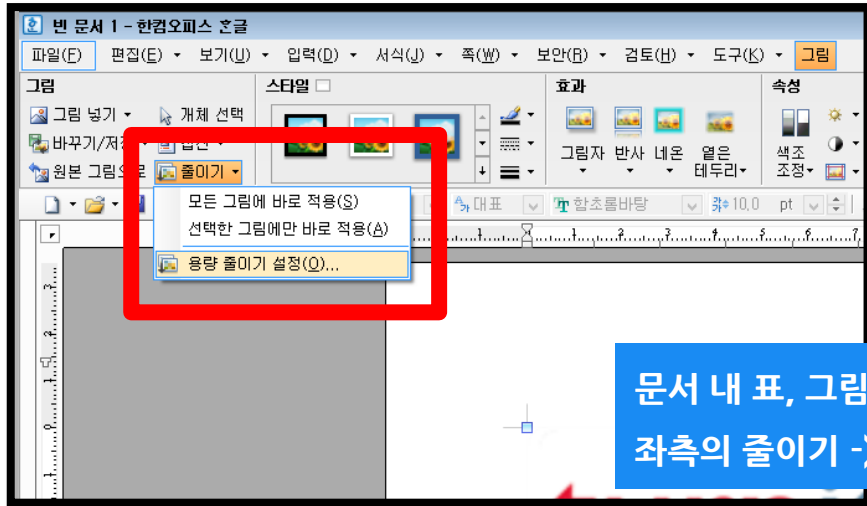 빈 문서 1 - 한컴오피스 ᄒᆞᆫ글
파일(F) 편집(E) 보기(U) 입력(D) 서식(J) 쪽(W) 보안(R) 검토(H) 도구(K) 그림
그림 스타일 효과 속성
그림 넣기 개체 선택
바꾸기/저장
원본 그림으로 줄이기
그림자 반사 네온 옅은 테두리 색조 조정
모든 그림에 바로 적용(S)
선택한 그림에만 바로 적용(A)
용량 줄이기 설정(O)...
대표 함초롬바탕 10,0 pt
문서 내 표, 그림
좌측의 줄이기 -